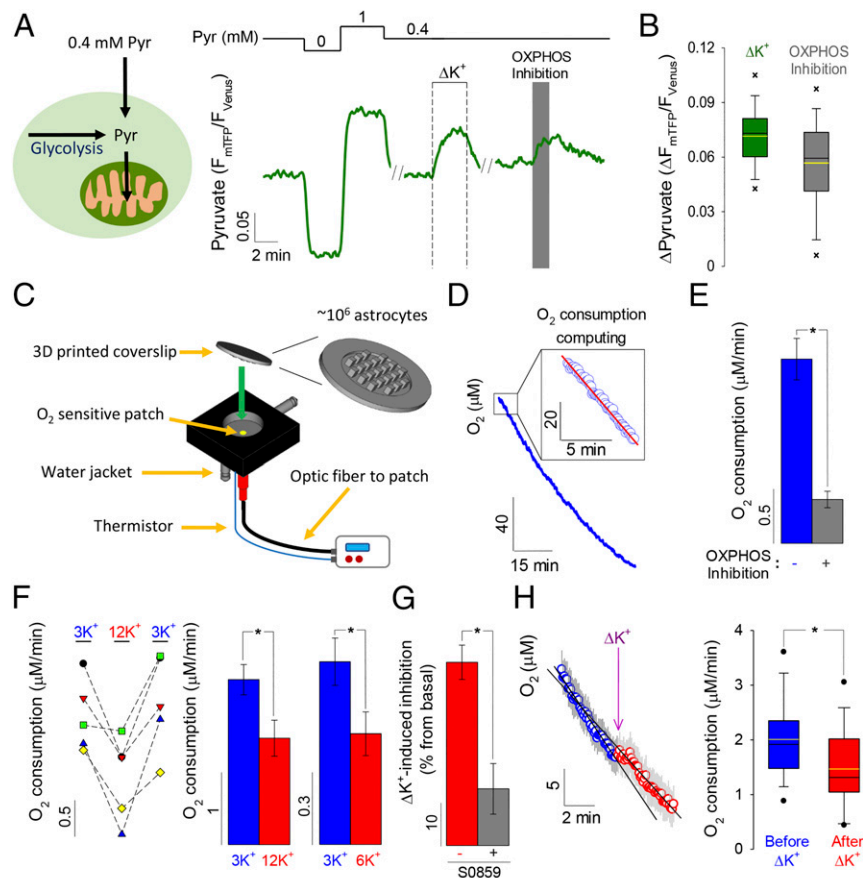 A
0.4 mM Pyr
Pyr
Glycolysis
Pyr (mM)
0
1
0.4
Pyruvate (F_mTFP/F_Venus)
ΔK⁺
OXPHOS
Inhibition
0.05
2 min
B
ΔPyruvate (ΔF_mTFP/F_Venus)
0.12
0.09
0.06
0.03
0
ΔK⁺
OXPHOS
Inhibition
x
x
x
x
C
~10⁶ astrocytes
3D printed coverslip
O₂ sensitive patch
Water jacket
Optic fiber to patch
Thermistor
D
O₂ consumption
computing
O₂ (μM)
20
5 min
40
15 min
E
O₂ consumption (μM/min)
*
0.5
OXPHOS
Inhibition
: - +
F
3K⁺ 12K⁺ 3K⁺
O₂ consumption (μM/min)
0.5
O₂ consumption (μM/min)
*
1
3K⁺ 12K⁺
*
0.3
3K⁺ 6K⁺
G
ΔK⁺-induced inhibition
(% from basal)
*
10
- +
S0859
H
O₂ (μM)
ΔK⁺
5
2 min
O₂ consumption (μM/min)
4
3
2
1
0
*
Before
ΔK⁺
After
ΔK⁺